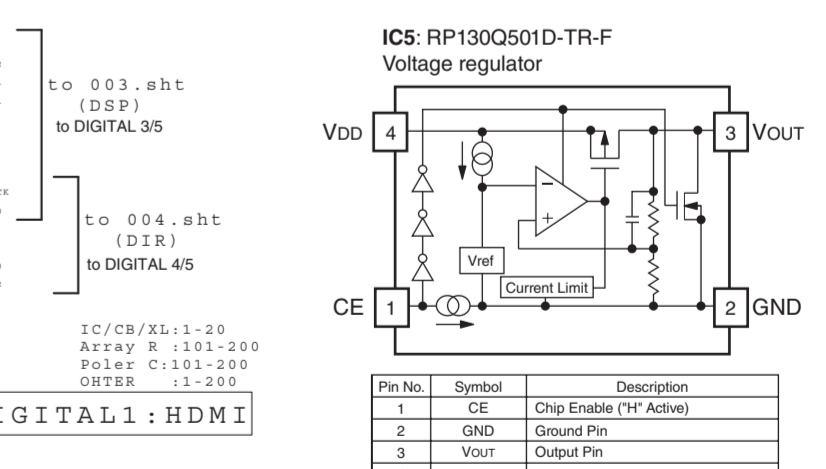 to 003.sht
(DSP)
to DIGITAL 3/5
to 004.sht
(DIR)
to DIGITAL 4/5
IC/CB/XL:1-20
Array R :101-200
Poler C:101-200
OHTER :1-200
IGITAL1:HDMI
IC5: RP130Q501D-TR-F
Voltage regulator
VDD 4
3 VOUT
−
+
Vref
Current Limit
CE 1
2 GND
Pin No. Symbol Description
1 CE Chip Enable ("H" Active)
2 GND Ground Pin
3 VOUT Output Pin